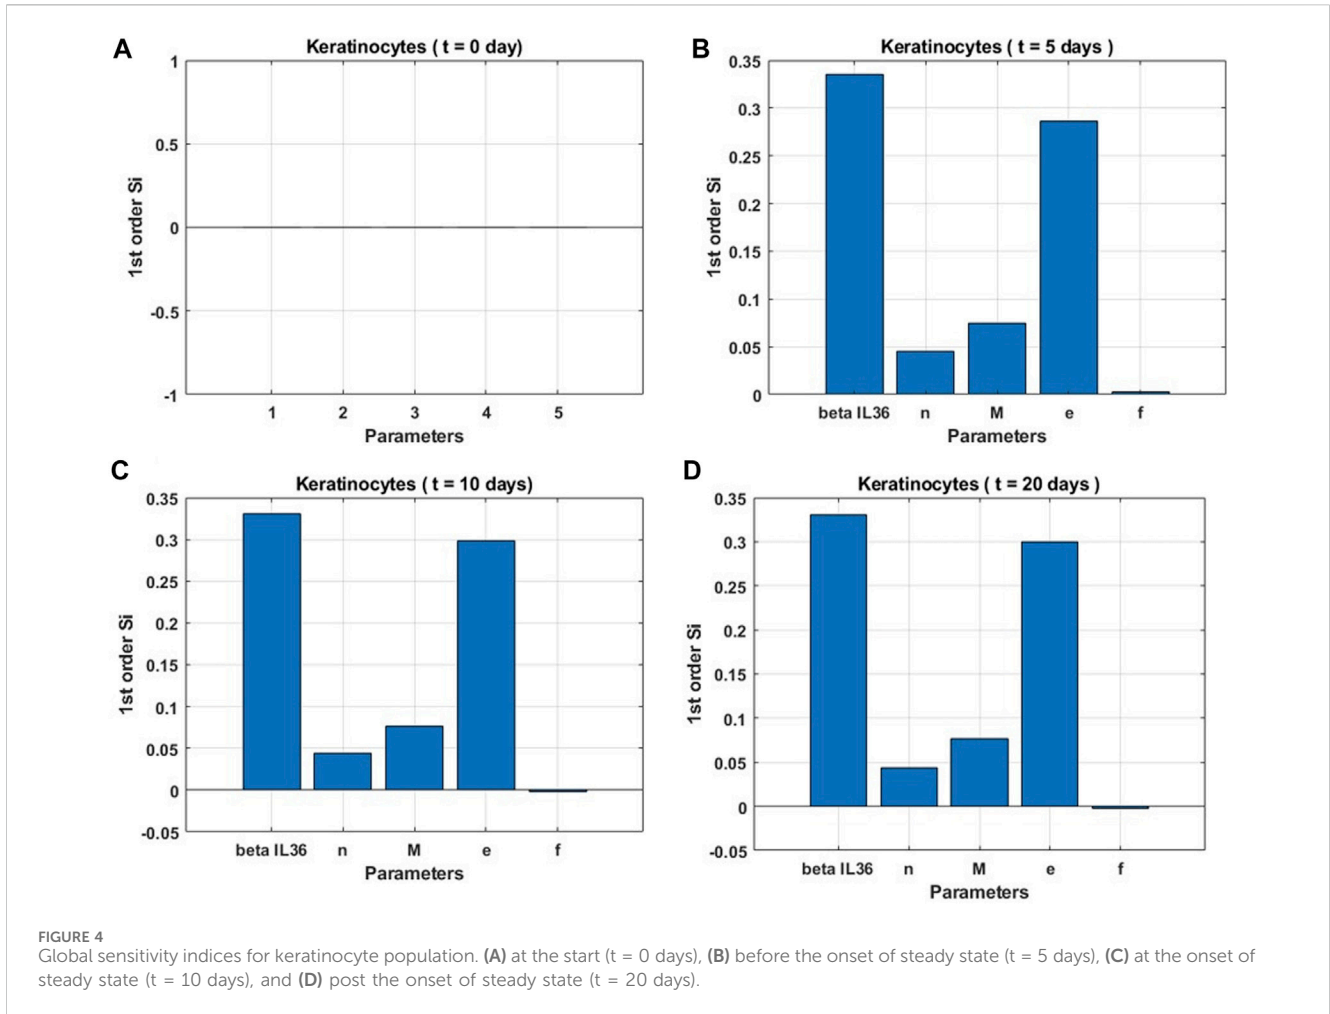 A
Keratinocytes ( t = 0 day)
1
0.5
0
-0.5
-1
1st order Si
1 2 3 4 5
Parameters
B
Keratinocytes ( t = 5 days )
0.35
0.3
0.25
0.2
0.15
0.1
0.05
0
1st order Si
beta IL36 n M e f
Parameters
C
Keratinocytes ( t = 10 days)
0.35
0.3
0.25
0.2
0.15
0.1
0.05
0
-0.05
1st order Si
beta IL36 n M e f
Parameters
D
Keratinocytes ( t = 20 days )
0.35
0.3
0.25
0.2
0.15
0.1
0.05
0
-0.05
1st order Si
beta IL36 n M e f
Parameters
FIGURE 4
Global sensitivity indices for keratinocyte population. (A) at the start (t = 0 days), (B) before the onset of steady state (t = 5 days), (C) at the onset of
steady state (t = 10 days), and (D) post the onset of steady state (t = 20 days).